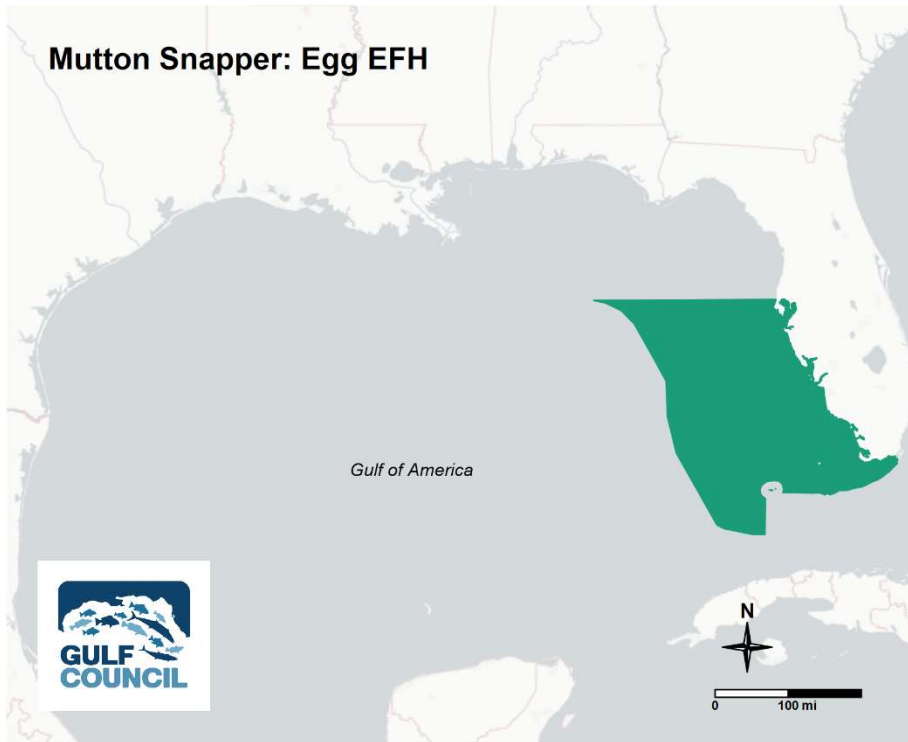 Mutton Snapper: Egg EFH
Gulf of America
GULF
COUNCIL
N
0 100 mi